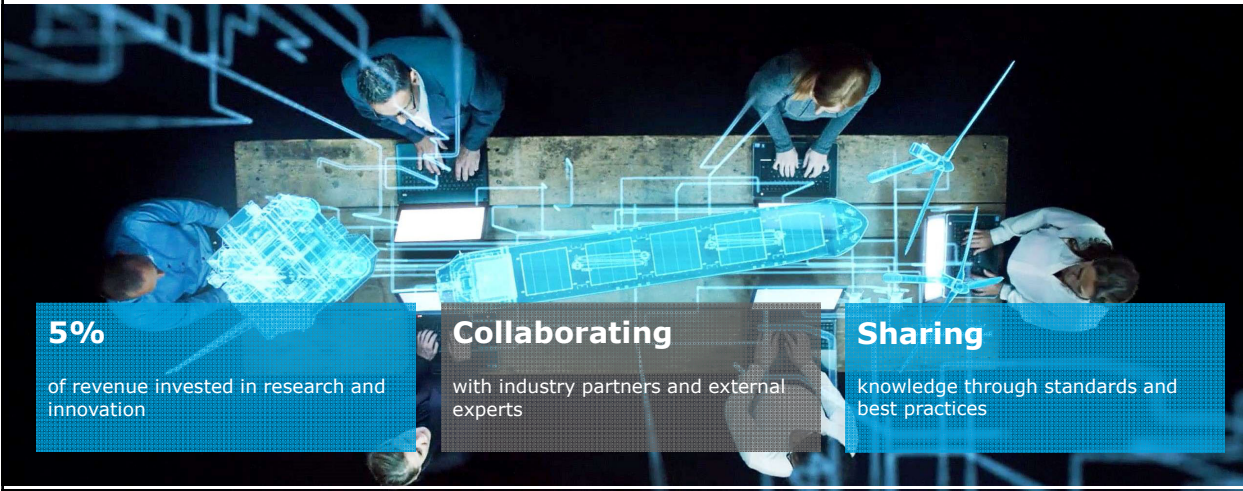 5%
of revenue invested in research and
innovation
Collaborating
with industry partners and external
experts
Sharing
knowledge through standards and
best practices